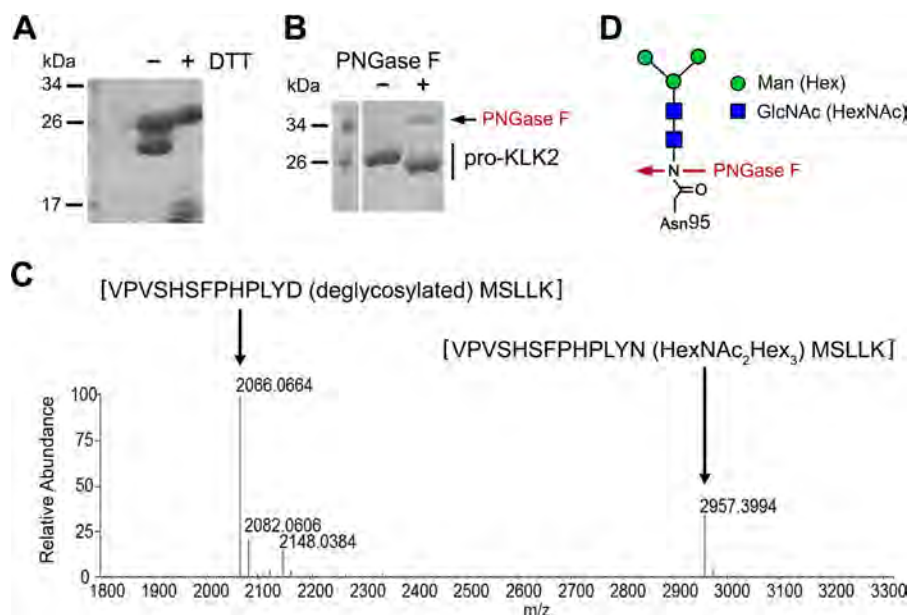 A
kDa
34
26
17
– + DTT
B
PNGase F
kDa
– +
34
26
PNGase F
pro-KLK2
D
Man (Hex)
GlcNAc (HexNAc)
N
PNGase F
O
Asn95
C
[VPVSHSFPHPLYD (deglycosylated) MSLLK]
[VPVSHSFPHPLYN (HexNAc₂Hex₃) MSLLK]
2066.0664
2082.0606
2148.0384
2957.3994
Relative Abundance
100
75
50
25
0
1800 1900 2000 2100 2200 2300 2400 2500 2600 2700 2800 2900 3000 3100 3200 3300
m/z